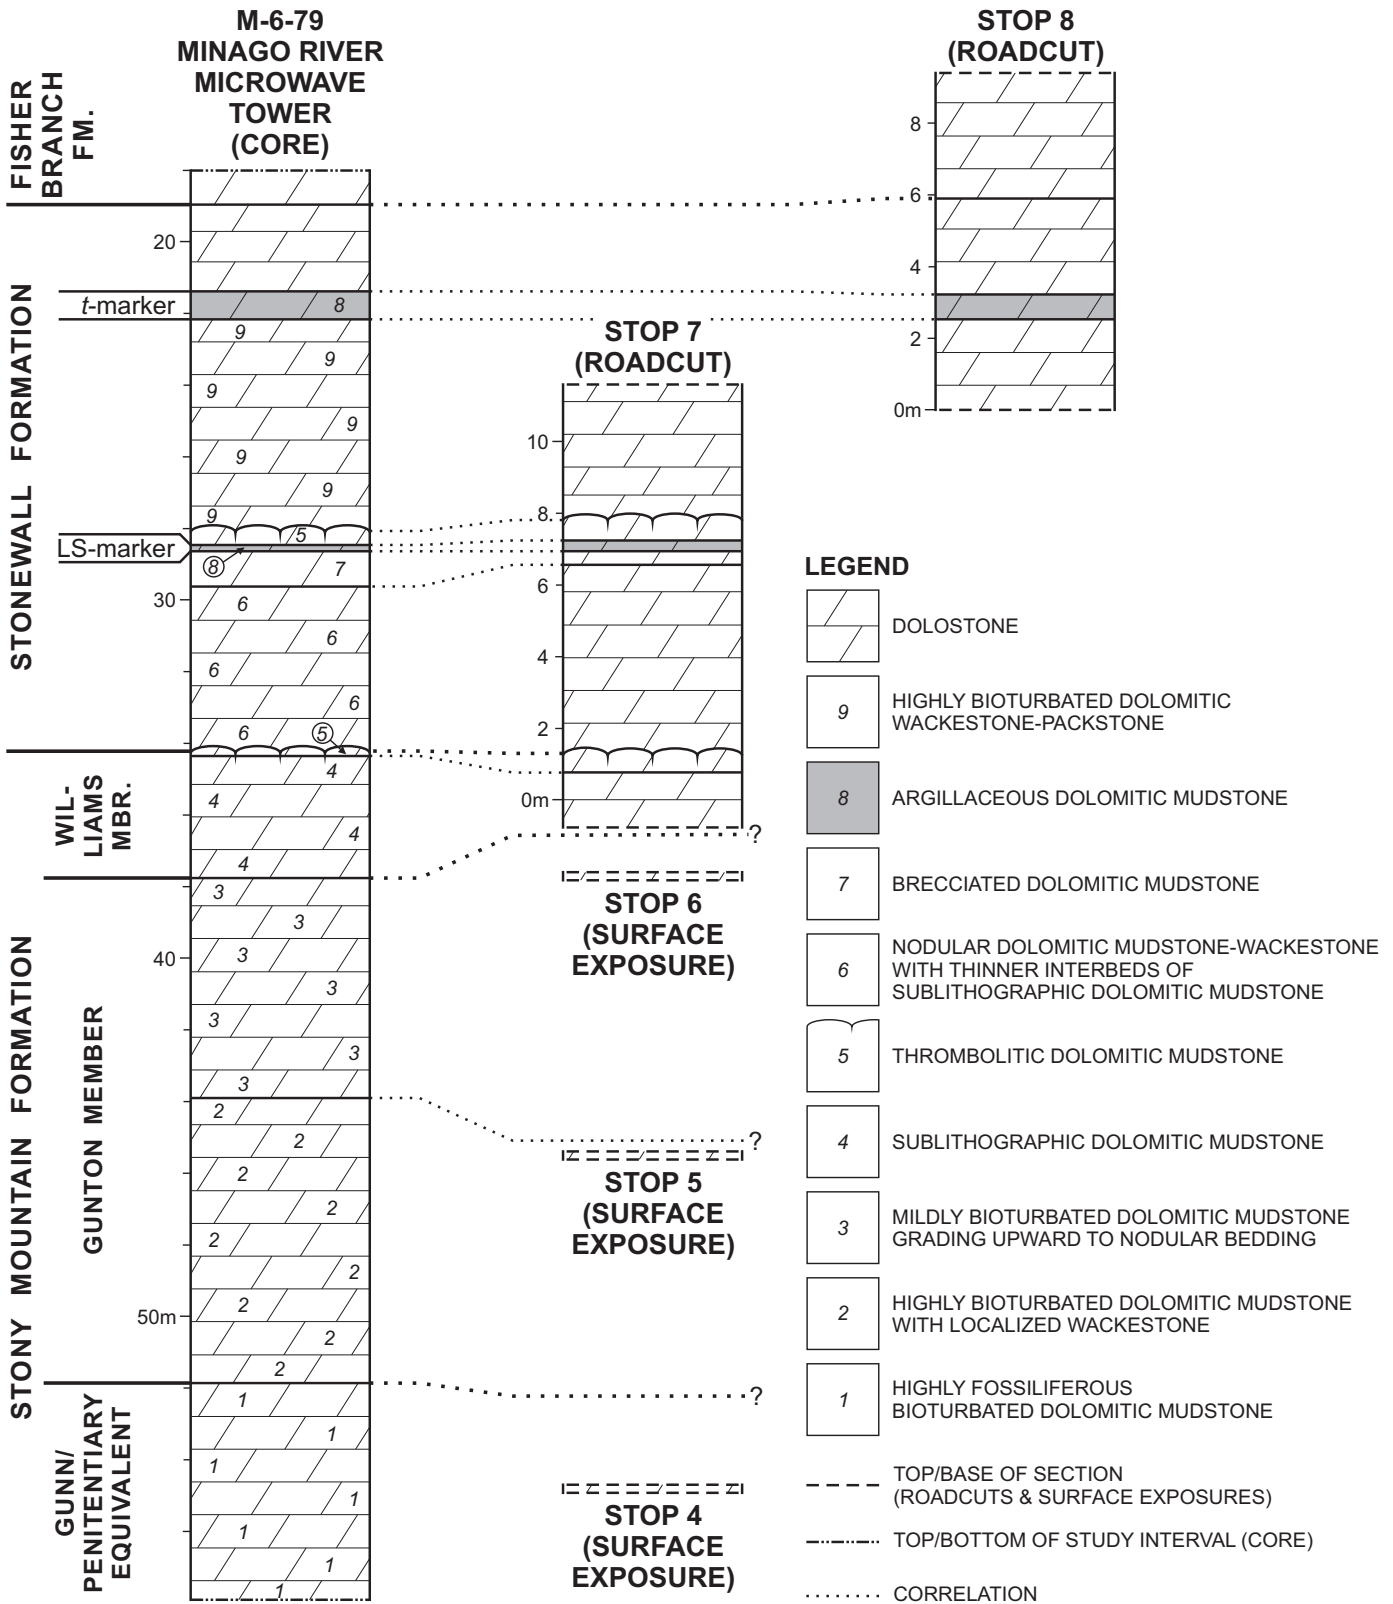 M-6-79
MINAGO RIVER
MICROWAVE
TOWER
(CORE)
STOP 8
(ROADCUT)
FISHER
BRANCH
FM.
STONEWALL FORMATION
t-marker
LS-marker
WIL-
LIAMS
MBR.
STONY MOUNTAIN FORMATION
GUNTON MEMBER
GUNN/
PENITENTIARY
EQUIVALENT
20
30
40
50m
8
9
9
9
9
9
9
9
5
8
7
6
6
6
6
6
5
4
4
4
4
3
3
3
3
3
3
3
2
2
2
2
2
2
2
2
2
1
1
1
1
1
1
1
STOP 7
(ROADCUT)
10
8
6
4
2
0m
?
STOP 6
(SURFACE
EXPOSURE)
?
STOP 5
(SURFACE
EXPOSURE)
?
STOP 4
(SURFACE
EXPOSURE)
8
6
4
2
0m
LEGEND
DOLOSTONE
9 HIGHLY BIOTURBATED DOLOMITIC
WACKESTONE-PACKSTONE
8 ARGILLACEOUS DOLOMITIC MUDSTONE
7 BRECCIATED DOLOMITIC MUDSTONE
6 NODULAR DOLOMITIC MUDSTONE-WACKESTONE
WITH THINNER INTERBEDS OF
SUBLITHOGRAPHIC DOLOMITIC MUDSTONE
5 THROMBOLITIC DOLOMITIC MUDSTONE
4 SUBLITHOGRAPHIC DOLOMITIC MUDSTONE
3 MILDLY BIOTURBATED DOLOMITIC MUDSTONE
GRADING UPWARD TO NODULAR BEDDING
2 HIGHLY BIOTURBATED DOLOMITIC MUDSTONE
WITH LOCALIZED WACKESTONE
1 HIGHLY FOSSILIFEROUS
BIOTURBATED DOLOMITIC MUDSTONE
TOP/BASE OF SECTION
(ROADCUTS & SURFACE EXPOSURES)
TOP/BOTTOM OF STUDY INTERVAL (CORE)
CORRELATION